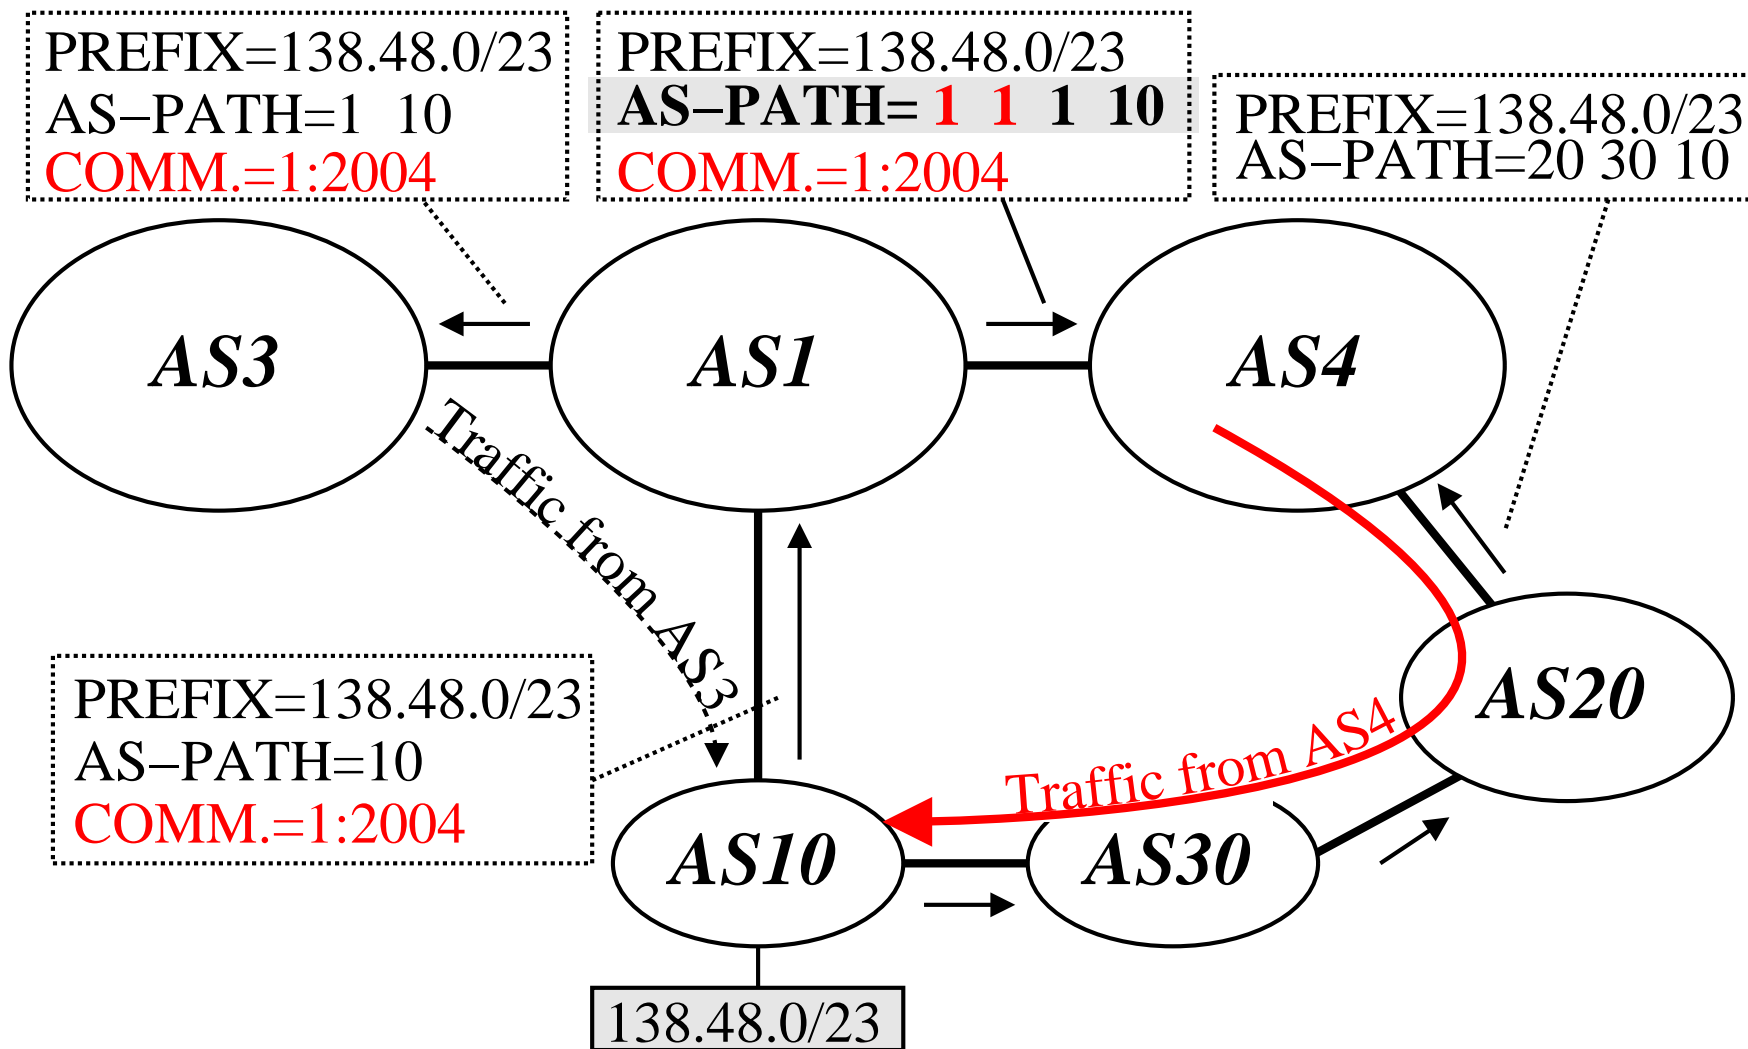 PREFIX=138.48.0/23
AS−PATH=1 10
COMM.=1:2004
PREFIX=138.48.0/23
AS−PATH= 1 1 1 10
COMM.=1:2004
PREFIX=138.48.0/23
AS−PATH=20 30 10
AS3
AS1
AS4
Traffic from AS3
PREFIX=138.48.0/23
AS−PATH=10
COMM.=1:2004
AS20
Traffic from AS4
AS10
AS30
138.48.0/23